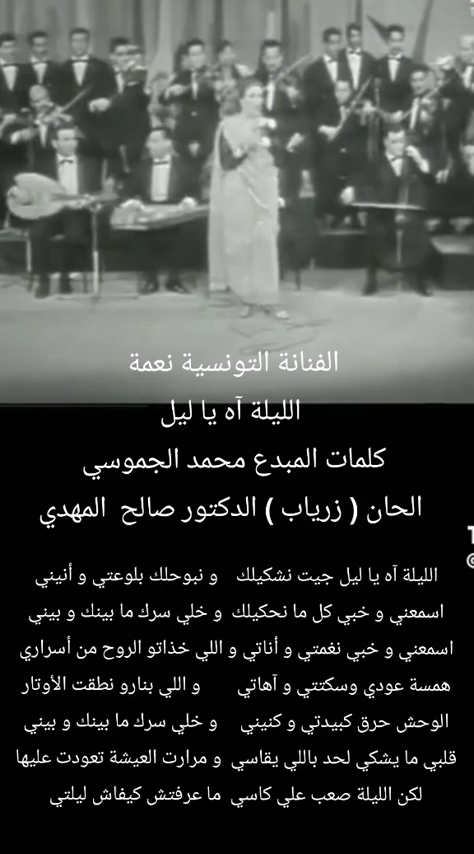 الفنانة التونسية نعمة
الليلة آه يا ليل
كلمات المبدع محمد الجموسي
الحان ( زرياب ) الدكتور صالح المهدي
الليلة آه يا ليل جيت نشكيلك و نبوحلك بلوعتي و أنيني
اسمعني و خبي كل ما نحكيلك و خلي سرك ما بينك و بيني
اسمعني و خبي نغمتي و أناتي و اللي خذاتو الروح من أسراري
همسة عودي وسكتتي و آهاتي و اللي بنارو نطقت الأوتار
الوحش حرق كبيدتي و كنيني و خلي سرك ما بينك و بيني
قلبي ما يشكي لحد باللي يقاسي و مرارت العيشة تعودت عليها
لكن الليلة صعب علي كاسي ما عرفتش كيفاش ليلتي